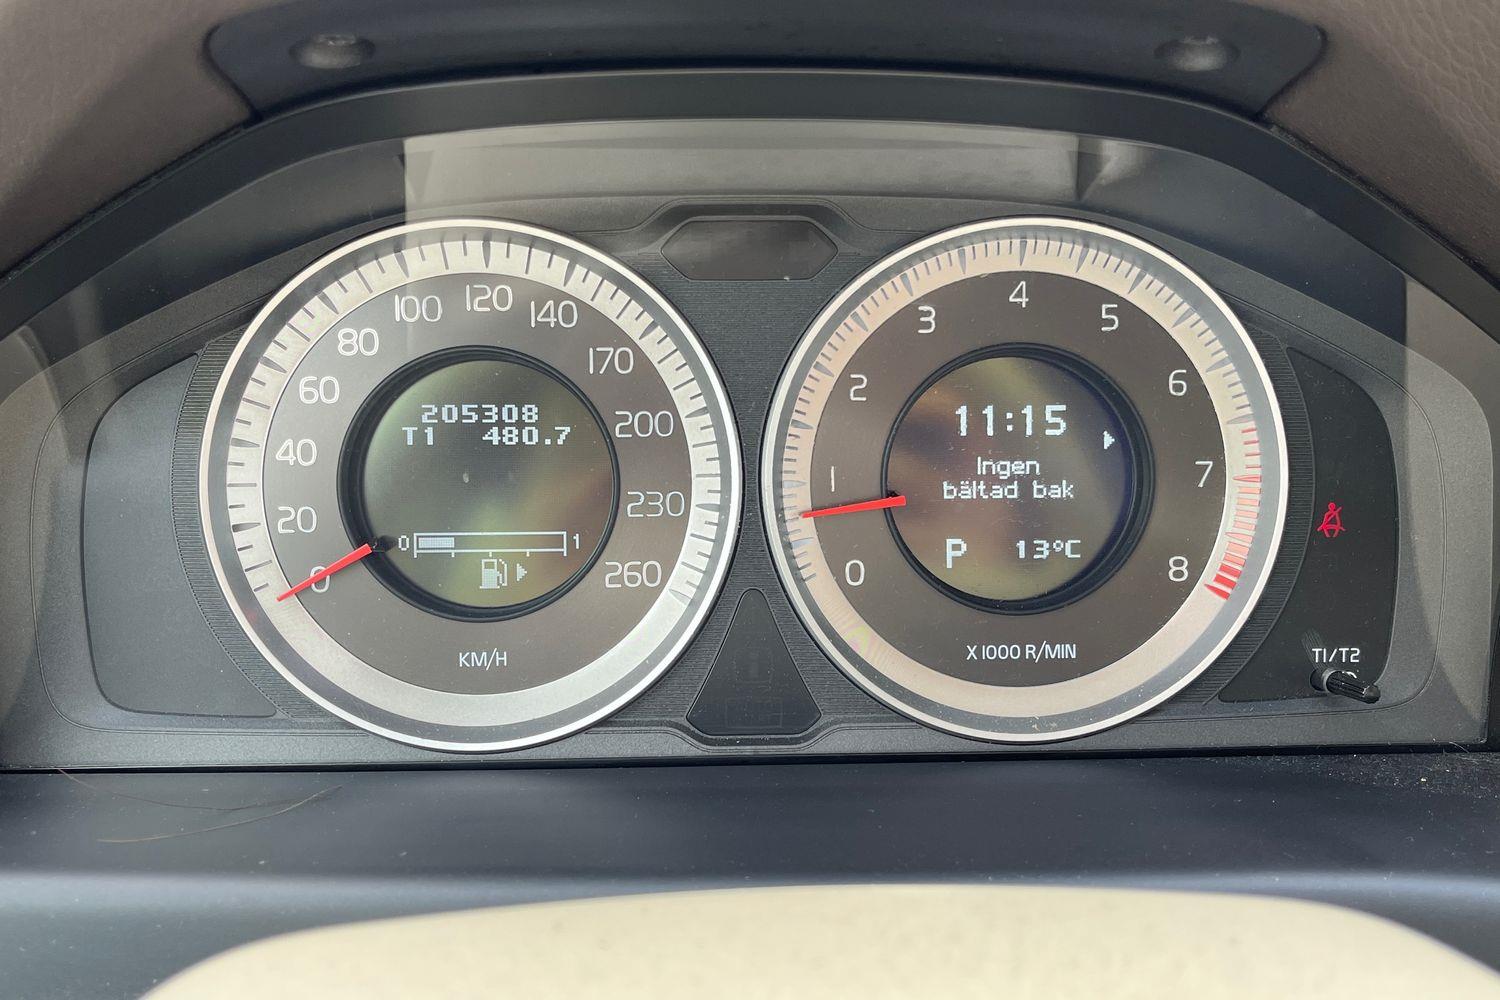 205308
T1 480.7
0 20 40 60 80 100 120 140 170 200 230 260
0 1
KM/H
11:15
Ingen
bältad bak
P 13°C
0 1 2 3 4 5 6 7 8
X 1000 R/MIN
T1/T2